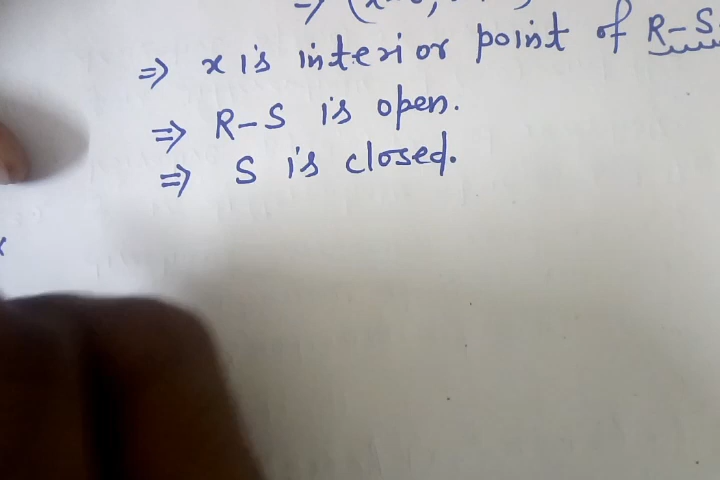 ⇒ x is interior point of R-S.
⇒ R-S is open.
⇒ S is closed.